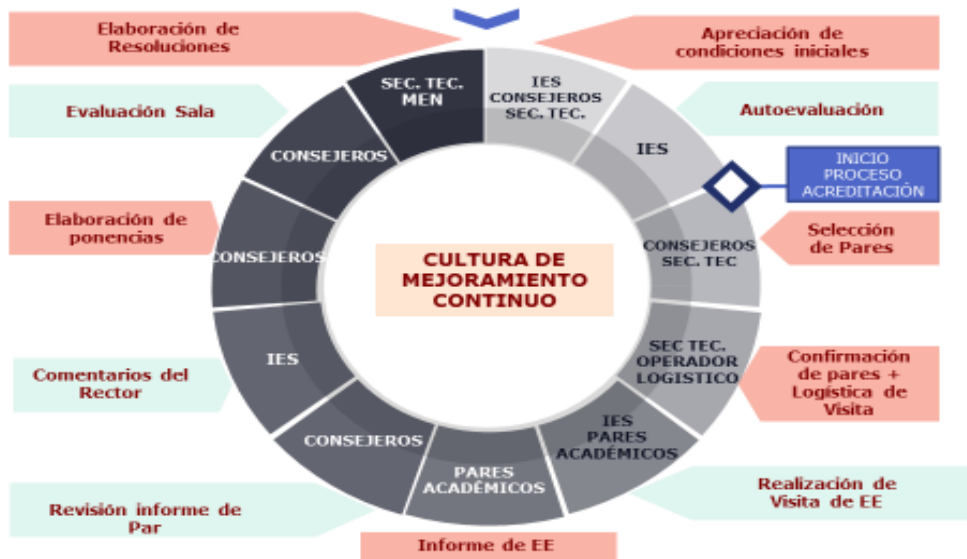 Elaboración de
Resoluciones
Apreciación de
condiciones iniciales
SEC. TEC.
MEN
IES
CONSEJEROS
SEC. TEC.
Evaluación Sala
Autoevaluación
CONSEJEROS
IES
INICIO
PROCESO
ACREDITACIÓN
Elaboración de
ponencias
CONSEJEROS
CONSEJEROS
SEC. TEC
Selección
de Pares
CULTURA DE
MEJORAMIENTO
CONTINUO
Comentarios del
Rector
IES
SEC TEC.
OPERADOR
LOGISTICO
Confirmación
de pares +
Logística de
Visita
CONSEJEROS
IES
PARES
ACADÉMICOS
PARES
ACADÉMICOS
Revisión informe de
Par
Realización de
Visita de EE
Informe de EE